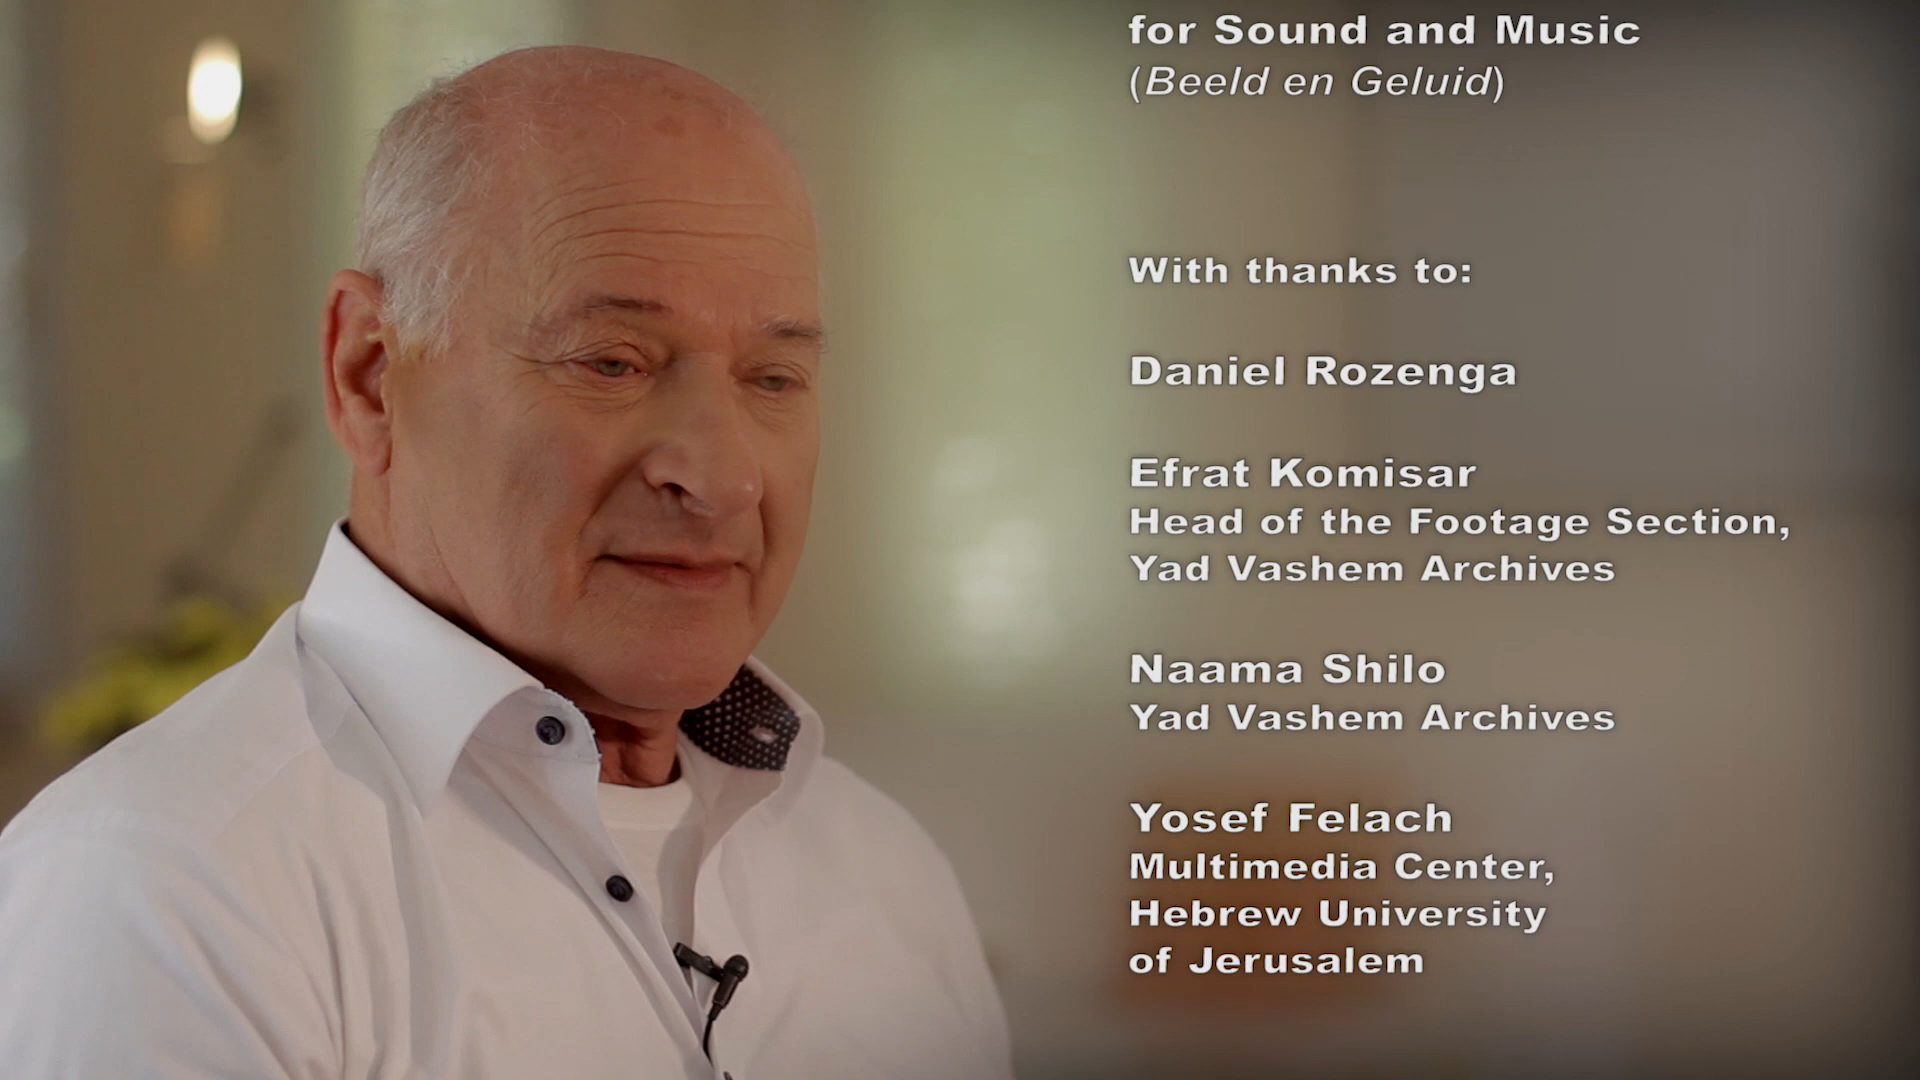 for Sound and Music
(Beeld en Geluid)
With thanks to:
Daniel Rozenga
Efrat Komisar
Head of the Footage Section,
Yad Vashem Archives
Naama Shilo
Yad Vashem Archives
Yosef Felach
Multimedia Center,
Hebrew University
of Jerusalem